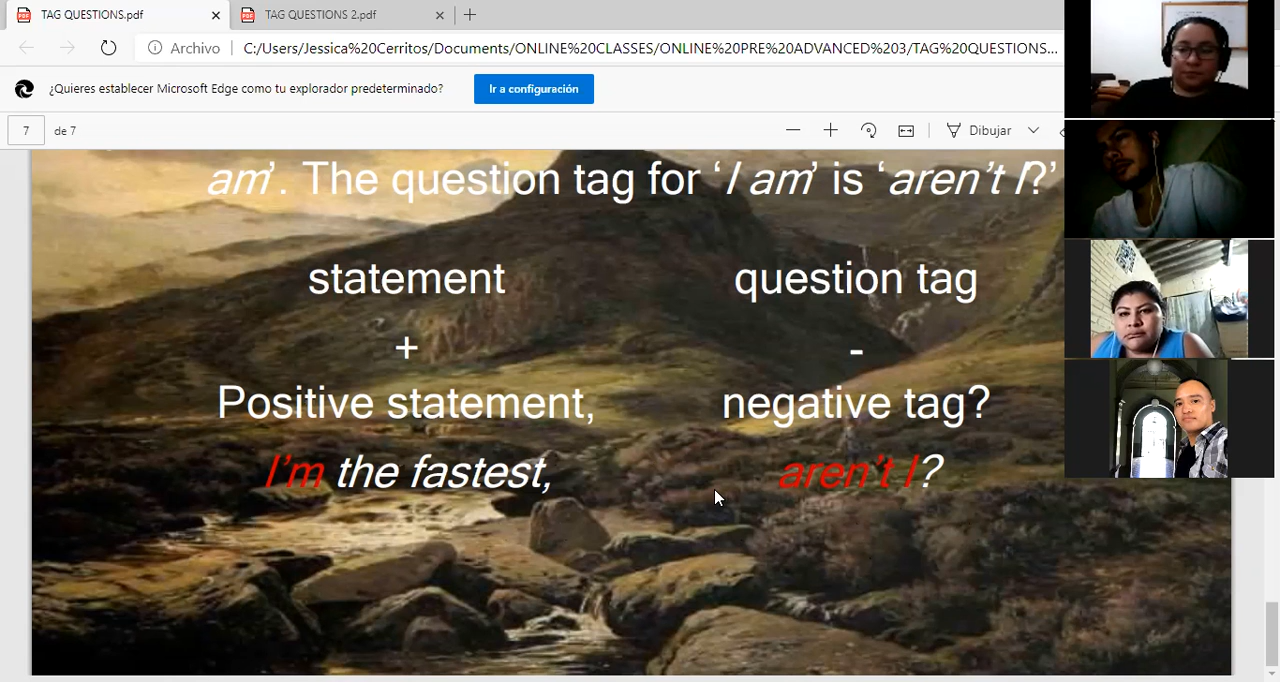 TAG QUESTIONS.pdf
TAG QUESTIONS 2.pdf
Archivo
C:/Users/Jessica%20Cerritos/Documents/ONLINE%20CLASSES/ONLINE%20PRE%20ADVANCED%203/TAG%20QUESTIONS...
¿Quieres establecer Microsoft Edge como tu explorador predeterminado?
Ir a configuración
7 de 7
Dibujar
am’. The question tag for ‘I am’ is ‘aren’t I?’
statement question tag
+ -
Positive statement, negative tag?
I’m the fastest, aren’t I?